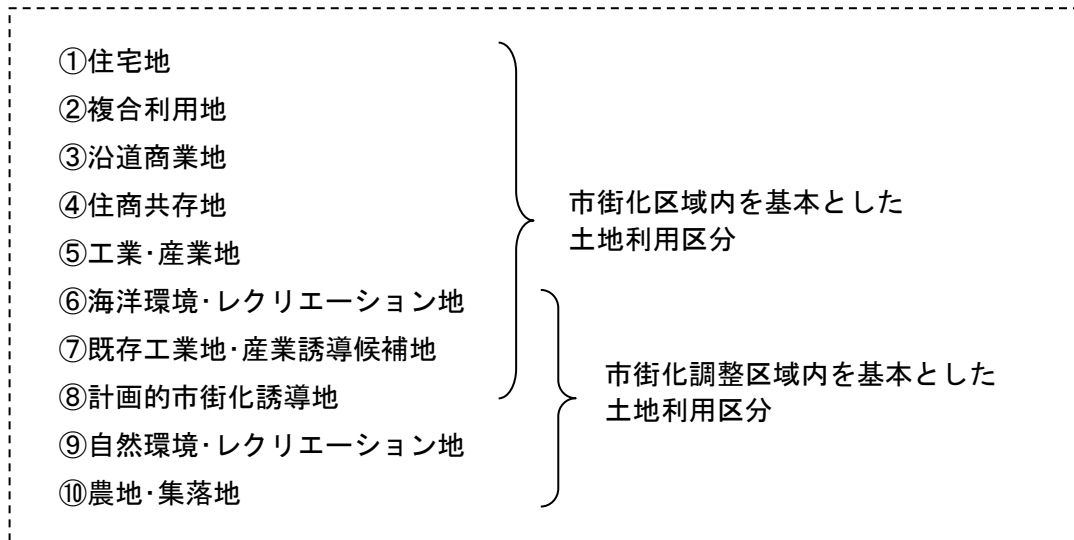 ①住宅地
②複合利用地
③沿道商業地
④住商共存地
⑤工業･産業地
⑥海洋環境･レクリエーション地
⑦既存工業地･産業誘導候補地
⑧計画的市街化誘導地
⑨自然環境･レクリエーション地
⑩農地･集落地
市街化区域内を基本とした
土地利用区分
市街化調整区域内を基本とした
土地利用区分